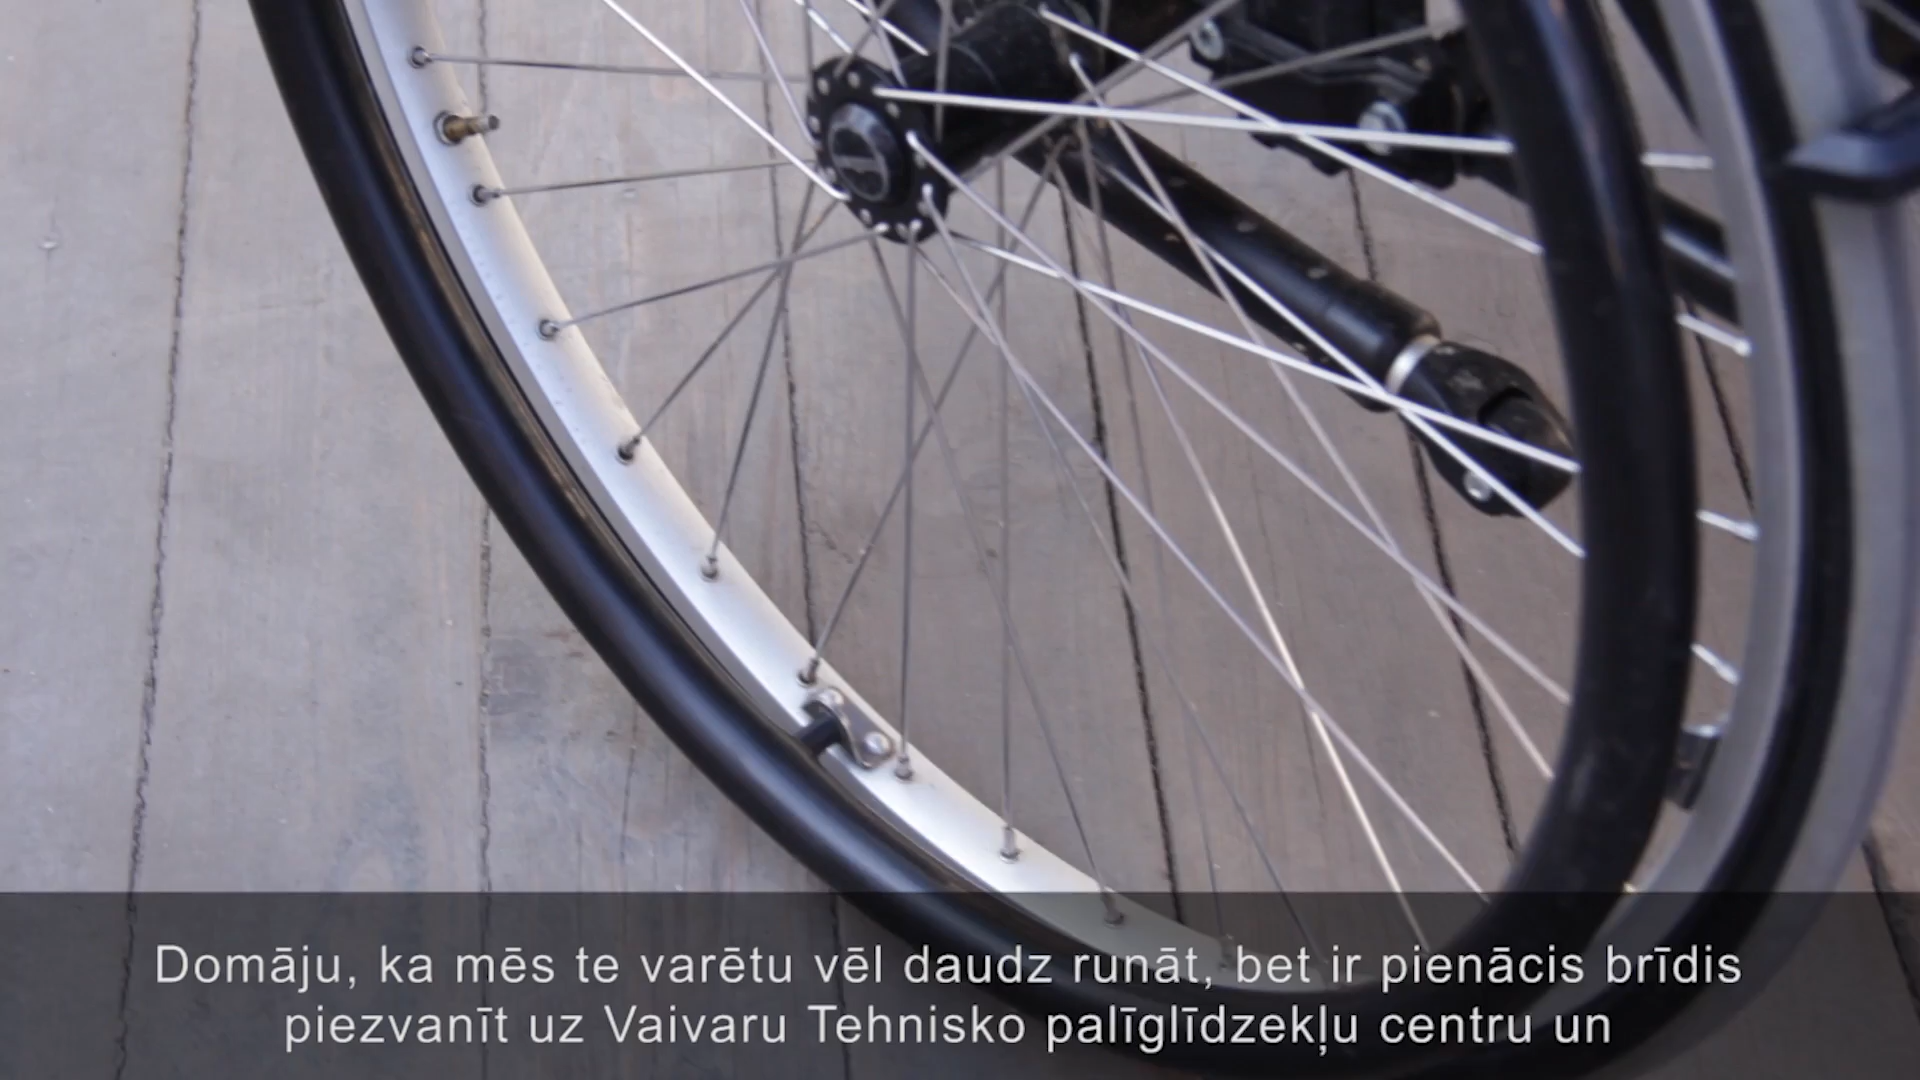 Domāju, ka mēs te varētu vēl daudz runāt, bet ir pienācis brīdis
piezvanīt uz Vaivaru Tehnisko palīglīdzekļu centru un